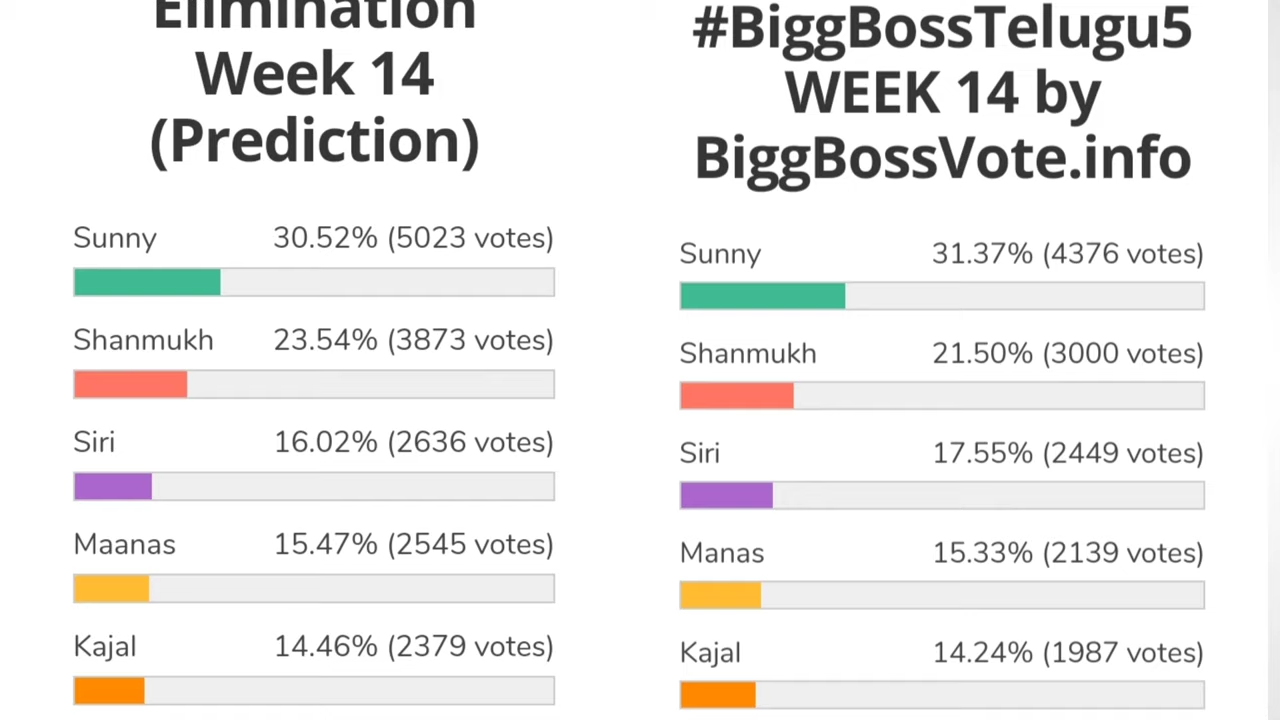 Elimination
Week 14
(Prediction)
Sunny 30.52% (5023 votes)
Shanmukh 23.54% (3873 votes)
Siri 16.02% (2636 votes)
Maanas 15.47% (2545 votes)
Kajal 14.46% (2379 votes)
#BiggBossTelugu5
WEEK 14 by
BiggBossVote.info
Sunny 31.37% (4376 votes)
Shanmukh 21.50% (3000 votes)
Siri 17.55% (2449 votes)
Manas 15.33% (2139 votes)
Kajal 14.24% (1987 votes)